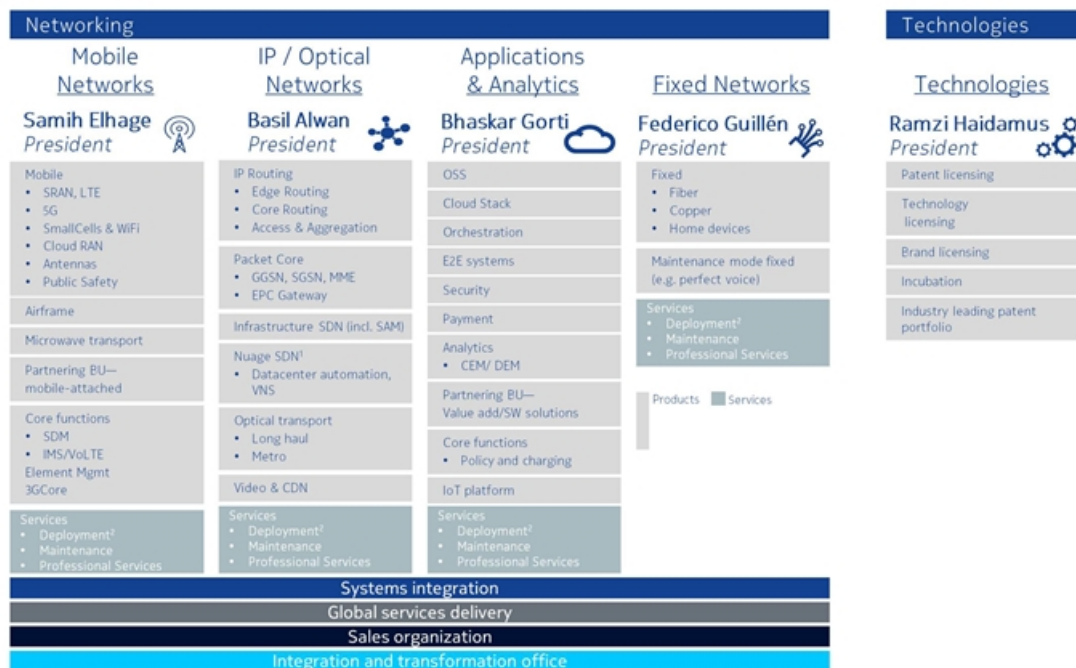 Networking
Mobile
Networks
Samih Elhage
President
Mobile
• SRAN, LTE
• 5G
• SmallCells & WiFi
• Cloud RAN
• Antennas
• Public Safety
Airframe
Microwave transport
Partnering BU—
mobile-attached
Core functions
• SDM
• IMS/VoLTE
Element Mgmt
3GCore
Services
• Deployment²
• Maintenance
• Professional Services
IP / Optical
Networks
Basil Alwan
President
IP Routing
• Edge Routing
• Core Routing
• Access & Aggregation
Packet Core
• GGSN, SGSN, MME
• EPC Gateway
Infrastructure SDN (incl. SAM)
Nuage SDN¹
• Datacenter automation,
VNS
Optical transport
• Long haul
• Metro
Video & CDN
Services
• Deployment²
• Maintenance
• Professional Services
Applications
& Analytics
Bhaskar Gorti
President
OSS
Cloud Stack
Orchestration
E2E systems
Security
Payment
Analytics
• CEM/ DEM
Partnering BU—
Value add/SW solutions
Core functions
• Policy and charging
IoT platform
Services
• Deployment²
• Maintenance
• Professional Services
Fixed Networks
Federico Guillén
President
Fixed
• Fiber
• Copper
• Home devices
Maintenance mode fixed
(e.g. perfect voice)
Services
• Deployment²
• Maintenance
• Professional Services
Products Services
Systems integration
Global services delivery
Sales organization
Integration and transformation office
Technologies
Technologies
Ramzi Haidamus
President
Patent licensing
Technology
licensing
Brand licensing
Incubation
Industry leading patent
portfolio